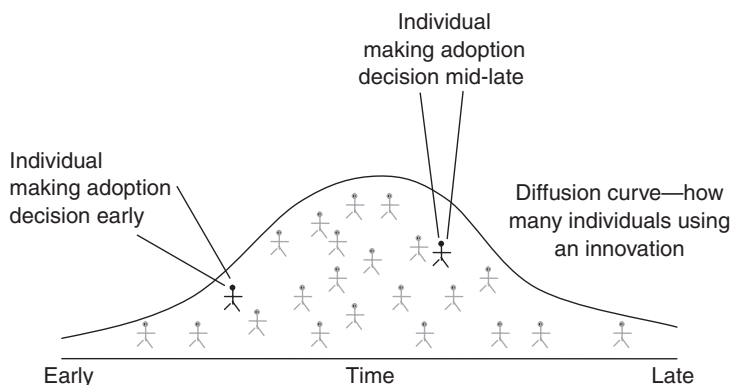 Individual
making adoption
decision mid-late
Individual
making adoption
decision early
Diffusion curve—how
many individuals using
an innovation
Early
Time
Late